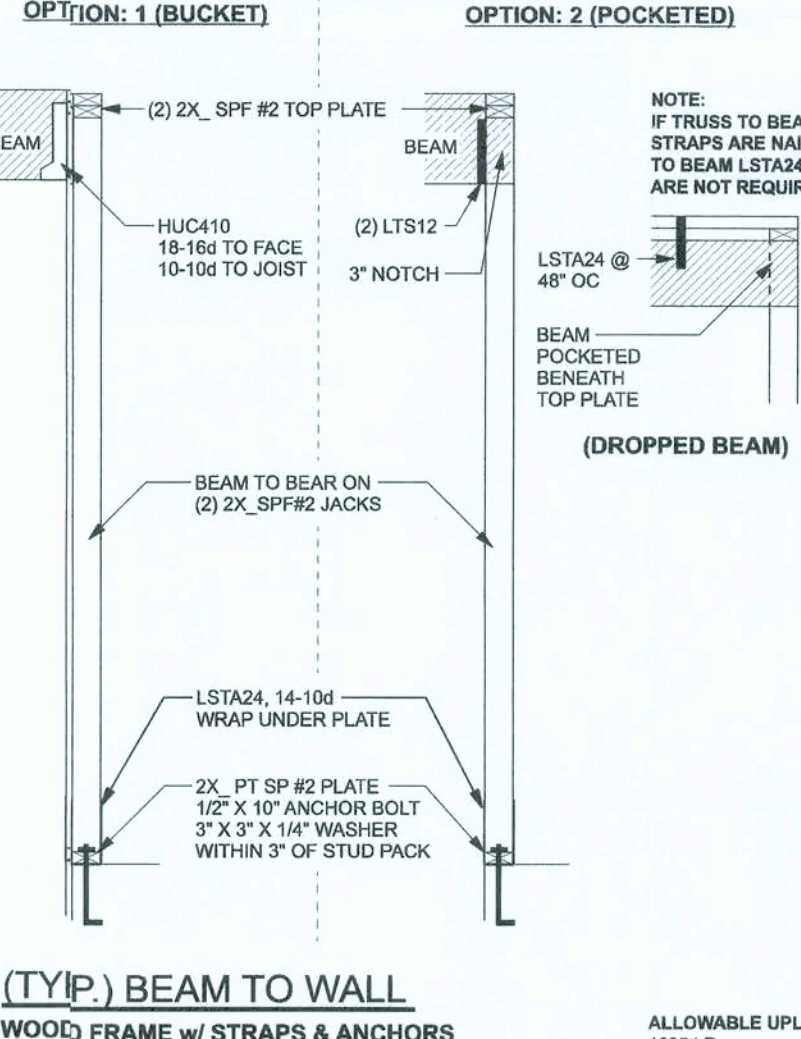 OPTION: 1 (BUCKET)
OPTION: 2 (POCKETED)
(2) 2X_ SPF #2 TOP PLATE
EAM
BEAM
HUC410
18-16d TO FACE
10-10d TO JOIST
(2) LTS12
3" NOTCH
NOTE:
IF TRUSS TO BEA
STRAPS ARE NAI
TO BEAM LSTA24
ARE NOT REQUIR
LSTA24 @
48" OC
BEAM
POCKETED
BENEATH
TOP PLATE
(DROPPED BEAM)
BEAM TO BEAR ON
(2) 2X_SPF#2 JACKS
LSTA24, 14-10d
WRAP UNDER PLATE
2X_ PT SP #2 PLATE
1/2" X 10" ANCHOR BOLT
3" X 3" X 1/4" WASHER
WITHIN 3" OF STUD PACK
(TYP.) BEAM TO WALL
WOOD FRAME w/ STRAPS & ANCHORS
ALLOWABLE UPL